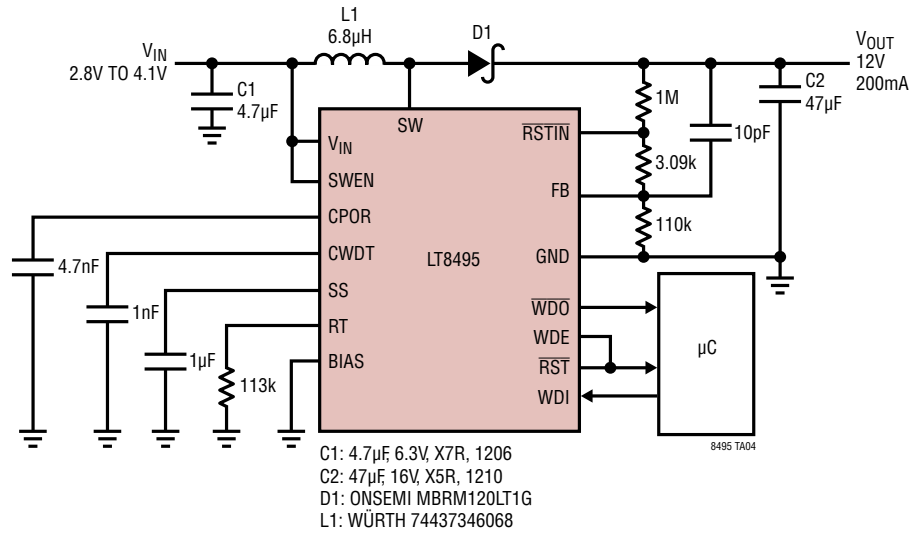 L1
6.8µH
D1
VIN
2.8V TO 4.1V
VOUT
12V
200mA
C1
4.7µF
C2
47µF
1M
10pF
3.09k
110k
SW
VIN
SWEN
CPOR
CWDT
SS
RT
BIAS
LT8495
RSTIN
FB
GND
WDO
WDE
RST
WDI
µC
4.7nF
1nF
1µF
113k
8495 TA04
C1: 4.7µF, 6.3V, X7R, 1206
C2: 47µF, 16V, X5R, 1210
D1: ONSEMI MBRM120LT1G
L1: WÜRTH 74437346068